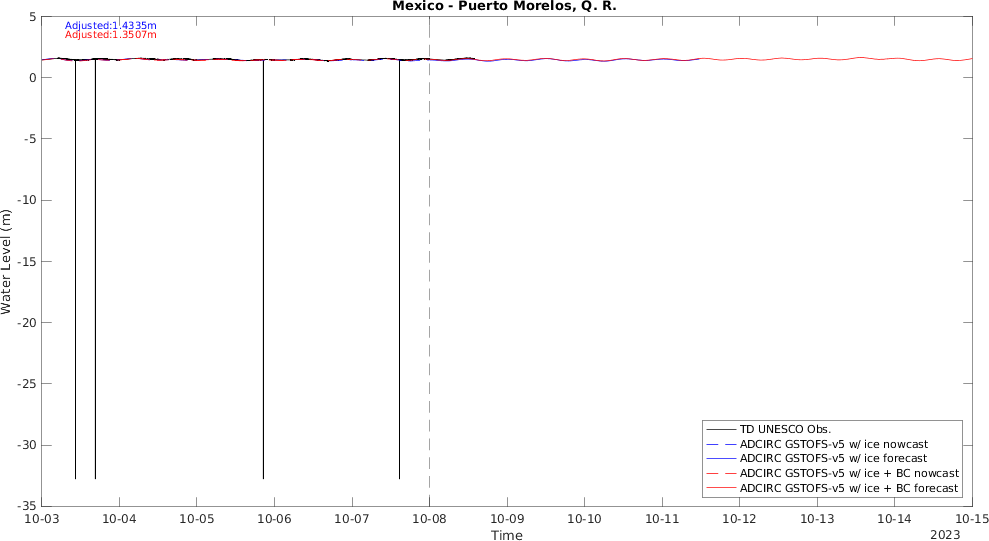 Mexico - Puerto Morelos, Q. R.
Adjusted:1.4335m
Adjusted:1.3507m
5
0
-5
-10
-15
-20
-25
-30
-35
Water Level (m)
10-03 10-04 10-05 10-06 10-07 10-08 10-09 10-10 10-11 10-12 10-13 10-14 10-15
Time
2023
TD UNESCO Obs.
ADCIRC GSTOFS-v5 w/ ice nowcast
ADCIRC GSTOFS-v5 w/ ice forecast
ADCIRC GSTOFS-v5 w/ ice + BC nowcast
ADCIRC GSTOFS-v5 w/ ice + BC forecast